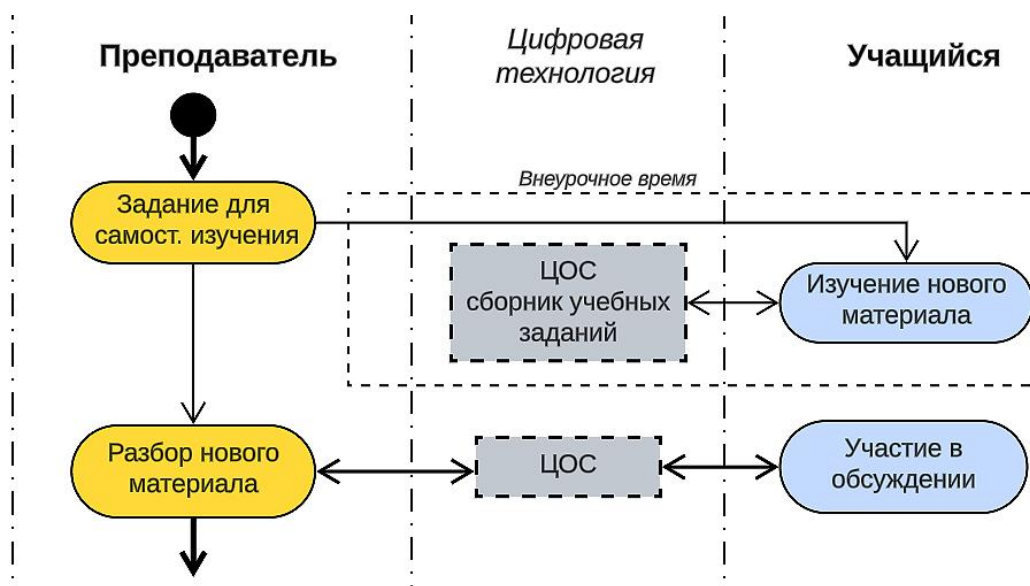 Преподаватель
Цифровая
технология
Учащийся
Внеурочное время
Задание для
самост. изучения
ЦОС
сборник учебных
заданий
Изучение нового
материала
Разбор нового
материала
ЦОС
Участие в
обсуждении